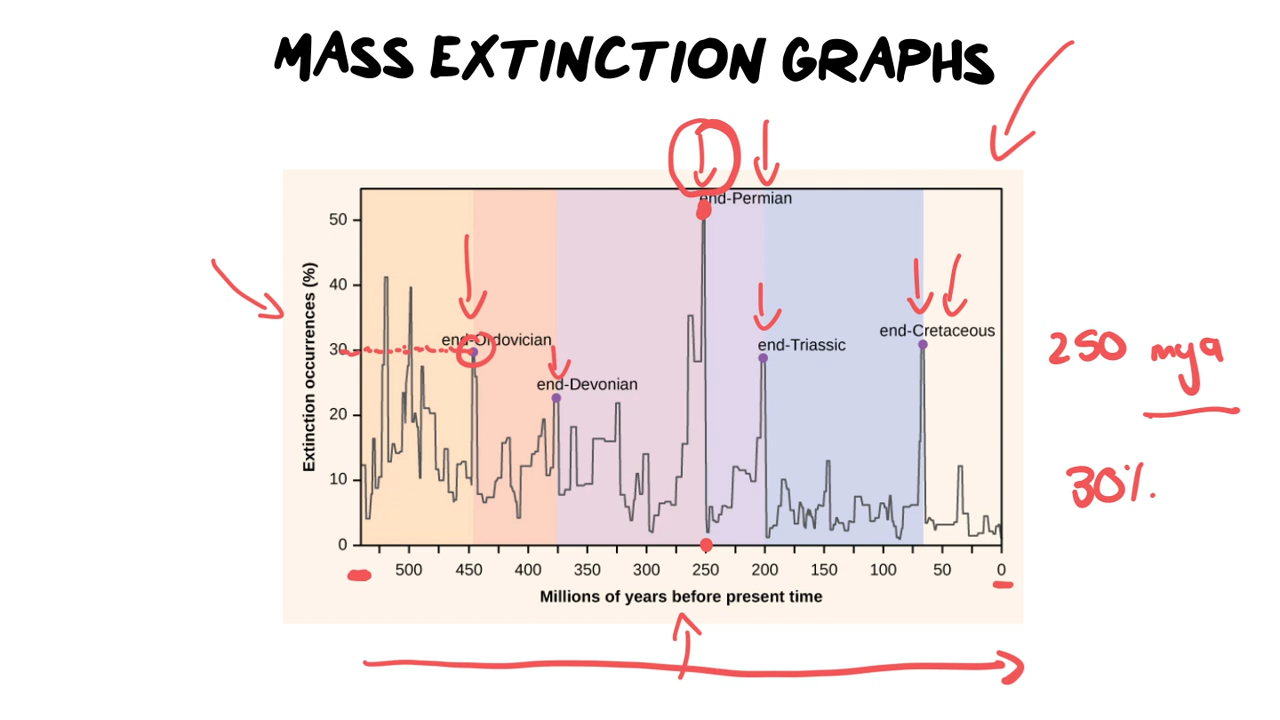 MASS EXTINCTION GRAPHS
end-Permian
50
40
Extinction occurrences (%)
end-Cretaceous
end-Ordovician
end-Triassic
30
250 mya
end-Devonian
20
10
30%.
0
500 450 400 350 300 250 200 150 100 50 0
Millions of years before present time